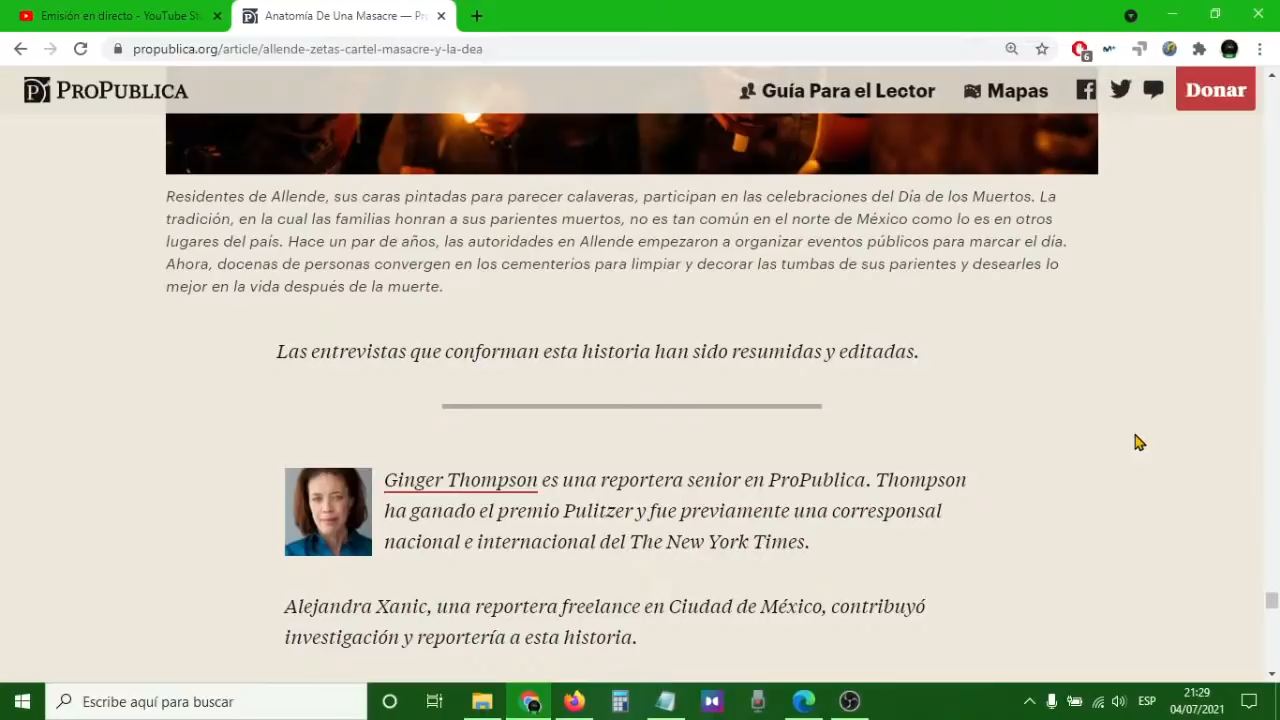 Emisión en directo - YouTube St
Anatomía De Una Masacre — Pr
propublica.org/article/allende-zetas-cartel-masacre-y-la-dea
6
PROPUBLICA
Guía Para el Lector
Mapas
Donar
Residentes de Allende, sus caras pintadas para parecer calaveras, participan en las celebraciones del Día de los Muertos. La
tradición, en la cual las familias honran a sus parientes muertos, no es tan común en el norte de México como lo es en otros
lugares del país. Hace un par de años, las autoridades en Allende empezaron a organizar eventos públicos para marcar el día.
Ahora, docenas de personas convergen en los cementerios para limpiar y decorar las tumbas de sus parientes y desearles lo
mejor en la vida después de la muerte.
Las entrevistas que conforman esta historia han sido resumidas y editadas.
Ginger Thompson es una reportera senior en ProPublica. Thompson
ha ganado el premio Pulitzer y fue previamente una corresponsal
nacional e internacional del The New York Times.
Alejandra Xanic, una reportera freelance en Ciudad de México, contribuyó
investigación y reportería a esta historia.
Escribe aquí para buscar
ESP
21:29
04/07/2021